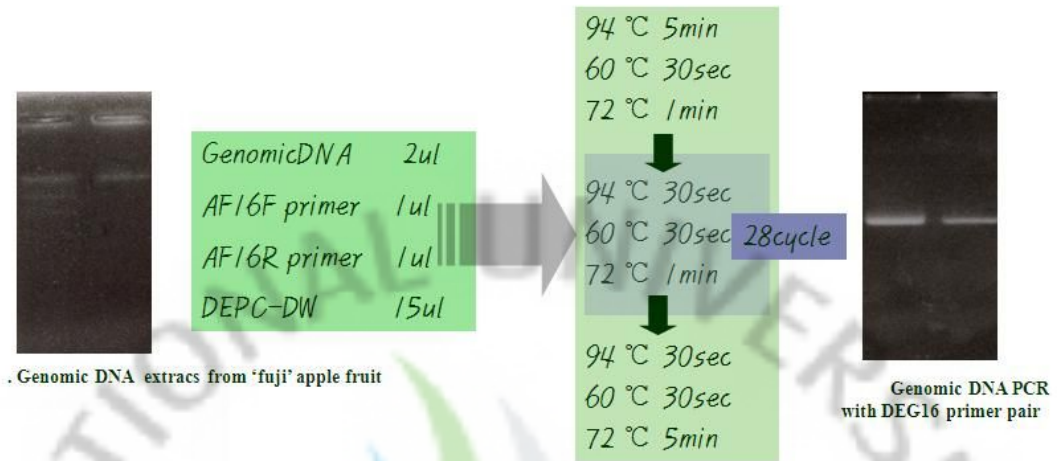 GenomicDNA 2ul
AF16F primer 1ul
AF16R primer 1ul
DEPC-DW 15ul
94 ℃ 5min
60 ℃ 30sec
72 ℃ 1min
94 ℃ 30sec
60 ℃ 30sec
72 ℃ 1min
28cycle
94 ℃ 30sec
60 ℃ 30sec
72 ℃ 5min
. Genomic DNA extracs from ‘fuji’ apple fruit
Genomic DNA PCR
with DEG16 primer pair
TIONAL UNIVERS